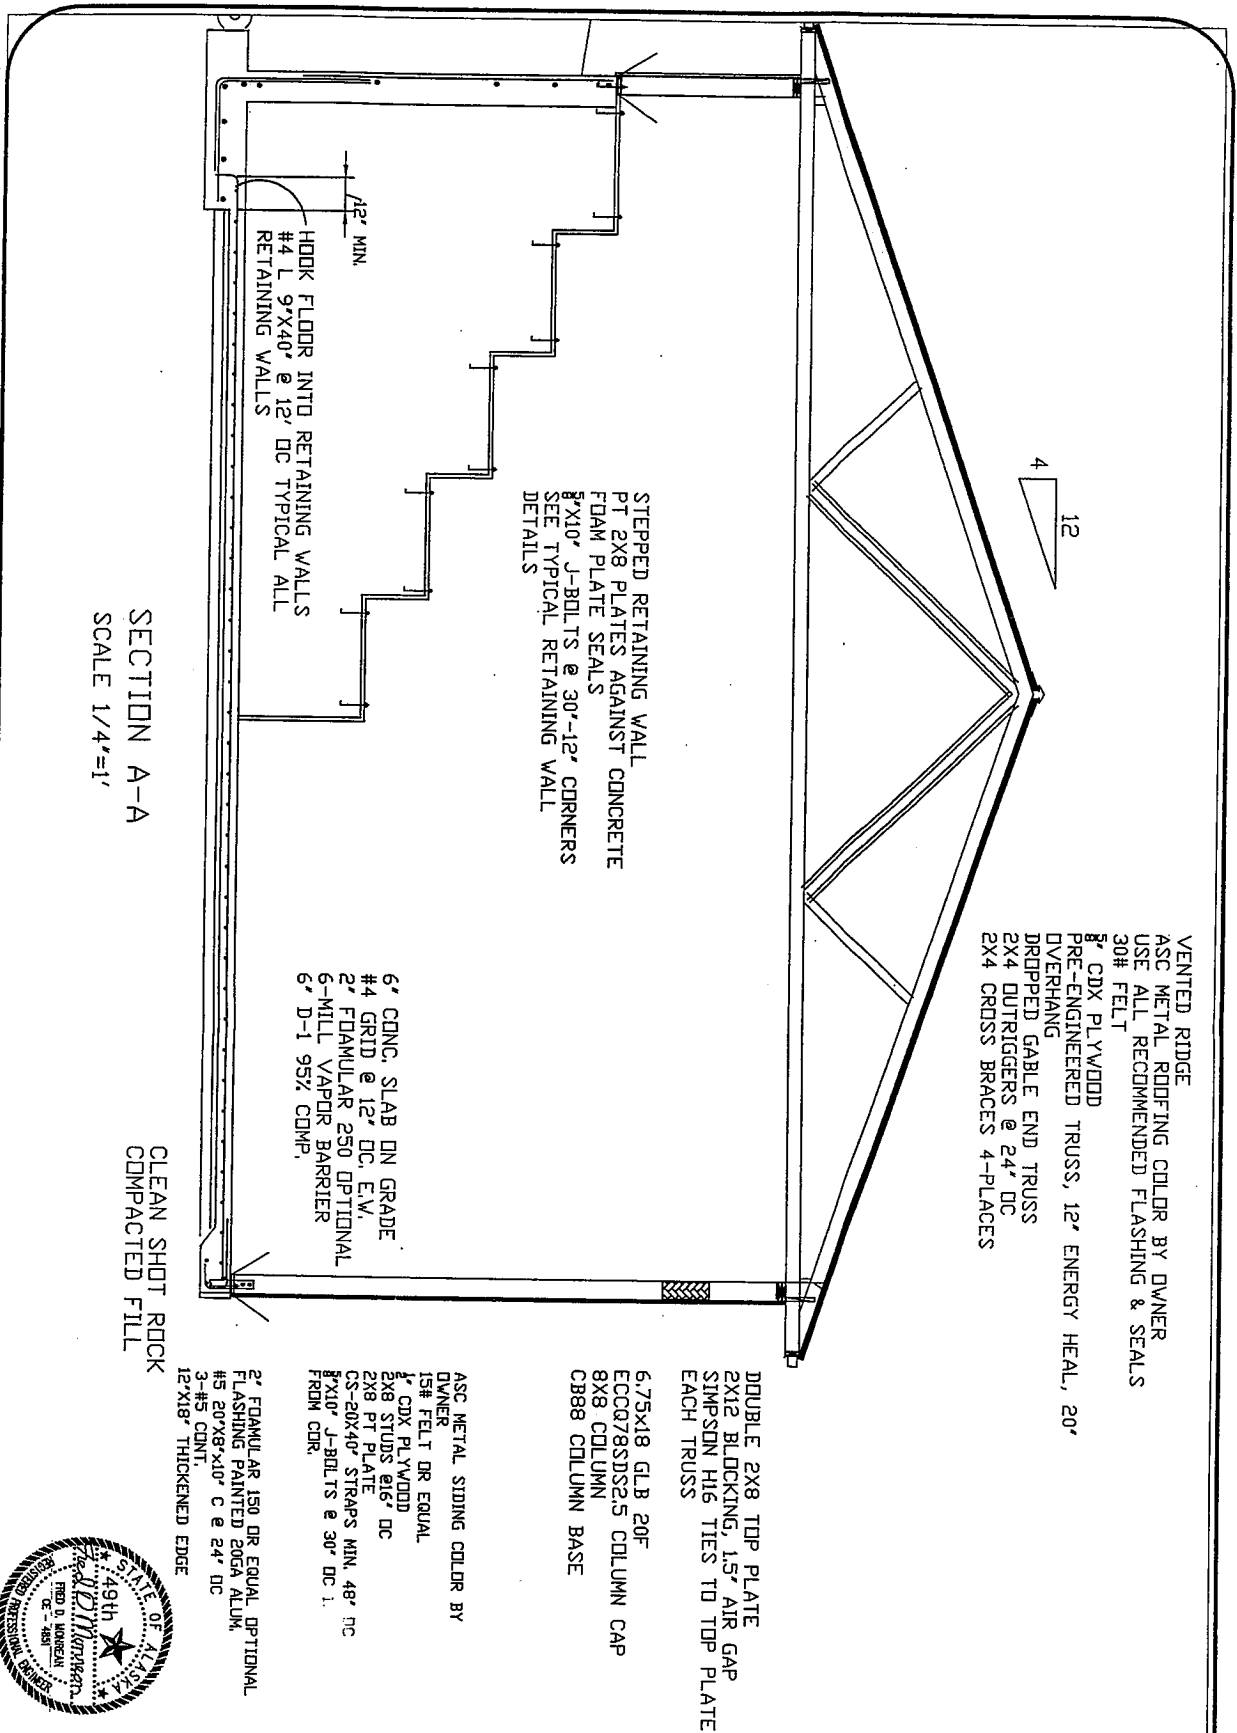 4
12
VENTED RIDGE
ASC METAL ROOFING COLOR BY OWNER
USE ALL RECOMMENDED FLASHING & SEALS
30# FELT
5/8" CDX PLYWOOD
PRE-ENGINEERED TRUSS, 12" ENERGY HEAL, 20"
OVERHANG
DROPPED GABLE END TRUSS
2X4 OUTRIGGERS @ 24" OC
2X4 CROSS BRACES 4-PLACES
DOUBLE 2X8 TOP PLATE
2X12 BLOCKING, 1.5" AIR GAP
SIMPSON H16 TIES TO TOP PLATE
EACH TRUSS
STEPPED RETAINING WALL
PT 2X8 PLATES AGAINST CONCRETE
FOAM PLATE SEALS
5/8"X10" J-BOLTS @ 30"-12" CORNERS
SEE TYPICAL RETAINING WALL
DETAILS
6.75x18 GLB 20F
ECCQ78SDS2.5 COLUMN CAP
8X8 COLUMN
CB88 COLUMN BASE
12" MIN.
HOOK FLOOR INTO RETAINING WALLS
#4 L 9"X40" @ 12" OC TYPICAL ALL
RETAINING WALLS
6" CONC. SLAB ON GRADE
#4 GRID @ 12" OC. E.W.
2" FOAMULAR 250 OPTIONAL
6-MILL VAPOR BARRIER
6" D-1 95% COMP.
ASC METAL SIDING COLOR BY
OWNER
15# FELT OR EQUAL
CDX PLYWOOD
2X8 STUDS @16" OC
2X8 PT PLATE
CS-20X40" STRAPS MIN. 48" OC
5/8"X10" J-BOLTS @ 30" OC
FROM COR.
2" FOAMULAR 150 OR EQUAL OPTIONAL
FLASHING PAINTED 20GA ALUM.
#5 20"X8"x10" C @ 24" OC
3-#5 CONT.
12"X18" THICKENED EDGE
CLEAN SHOT ROCK
COMPACTED FILL
SECTION A-A
SCALE 1/4"=1'
STATE OF ALASKA
49th
FRED D. MONREAN
CE - 4851
REGISTERED PROFESSIONAL ENGINEER